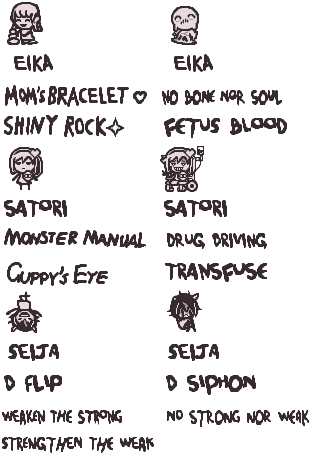 EIKA
MOM'S BRACELET ♡
SHINY ROCK✧
EIKA
NO BONE NOR SOUL
FETUS BLOOD
SATORI
MONSTER MANUAL
GUPPY'S EYE
SATORI
DRUG DRIVING
TRANSFUSE
SEIJA
D FLIP
WEAKEN THE STRONG
STRENGTHEN THE WEAK
SEIJA
D SIPHON
NO STRONG NOR WEAK